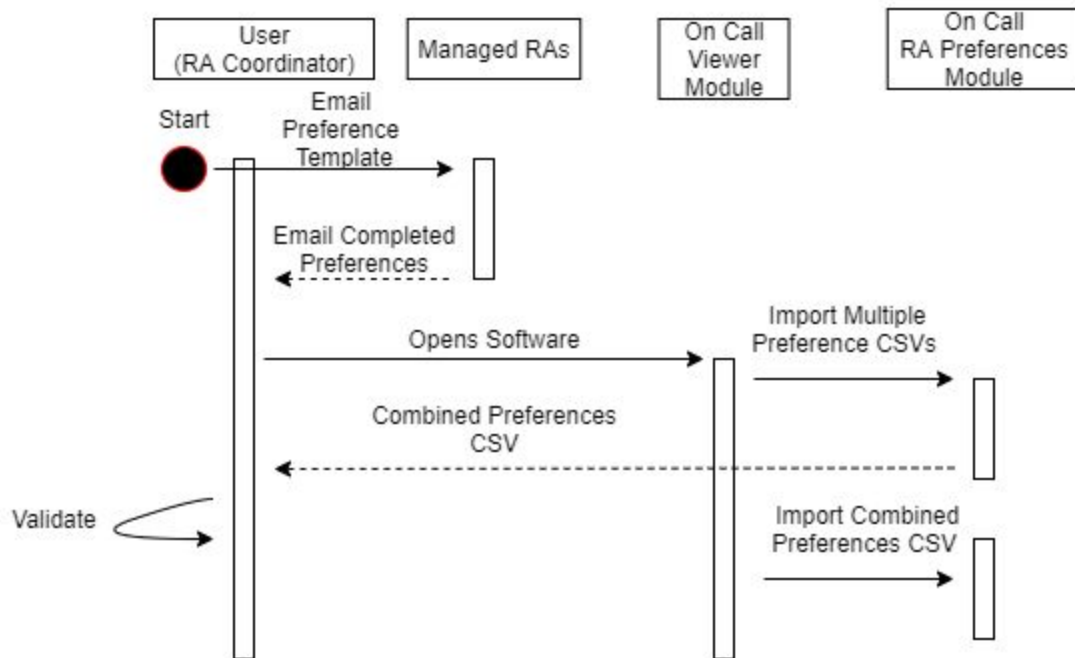 User
(RA Coordinator)
Managed RAs
On Call
Viewer
Module
On Call
RA Preferences
Module
Start
Email
Preference
Template
Email Completed
Preferences
Opens Software
Import Multiple
Preference CSVs
Combined Preferences
CSV
Validate
Import Combined
Preferences CSV